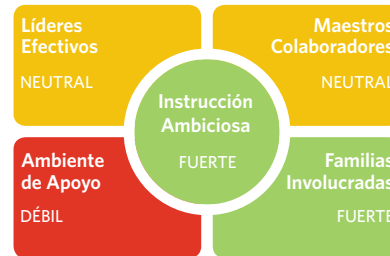 Líderes
Efectivos
NEUTRAL
Maestros
Colaboradores
NEUTRAL
Instrucción
Ambiciosa
FUERTE
Ambiente
de Apoyo
DÉBIL
Familias
Involucradas
FUERTE